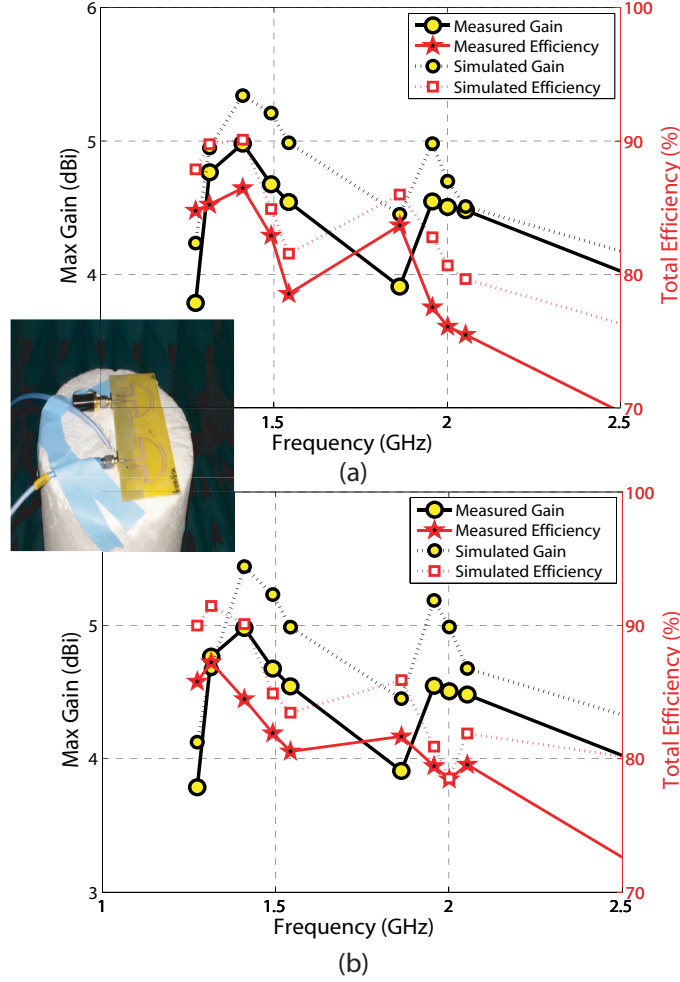 6
5
4
Max Gain (dBi)
100
90
80
70
Total Efficiency (%)
Measured Gain
Measured Efficiency
Simulated Gain
Simulated Efficiency
1.5
2
2.5
Frequency (GHz)
(a)
5
4
3
Max Gain (dBi)
100
90
80
70
Total Efficiency (%)
Measured Gain
Measured Efficiency
Simulated Gain
Simulated Efficiency
1
1.5
2
2.5
Frequency (GHz)
(b)